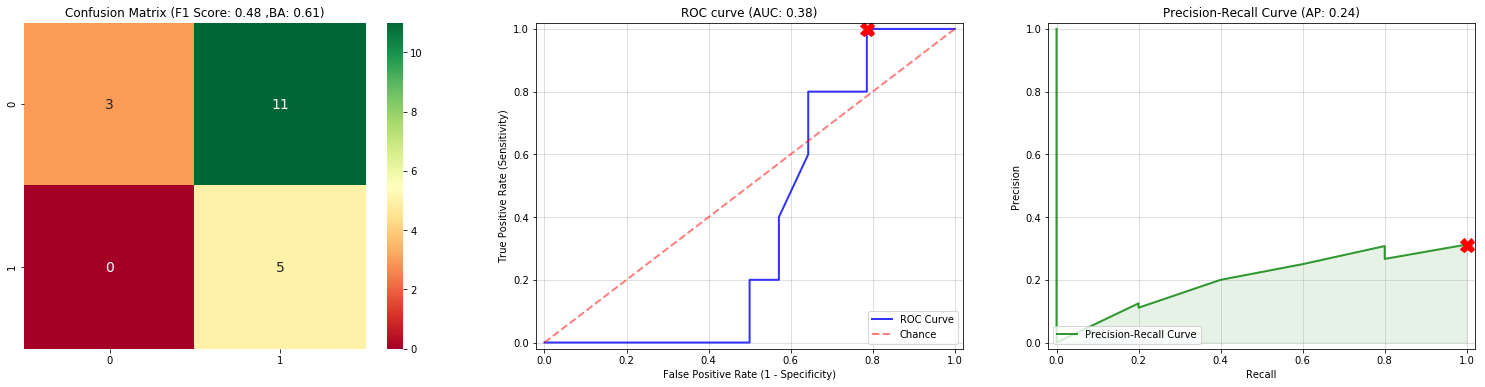 Confusion Matrix (F1 Score: 0.48 ,BA: 0.61)
0
1
3
11
0
5
0
1
10
8
6
4
2
0
ROC curve (AUC: 0.38)
True Positive Rate (Sensitivity)
1.0
0.8
0.6
0.4
0.2
0.0
ROC Curve
Chance
0.0 0.2 0.4 0.6 0.8 1.0
False Positive Rate (1 - Specificity)
Precision-Recall Curve (AP: 0.24)
Precision
1.0
0.8
0.6
0.4
0.2
0.0
Precision-Recall Curve
0.0 0.2 0.4 0.6 0.8 1.0
Recall